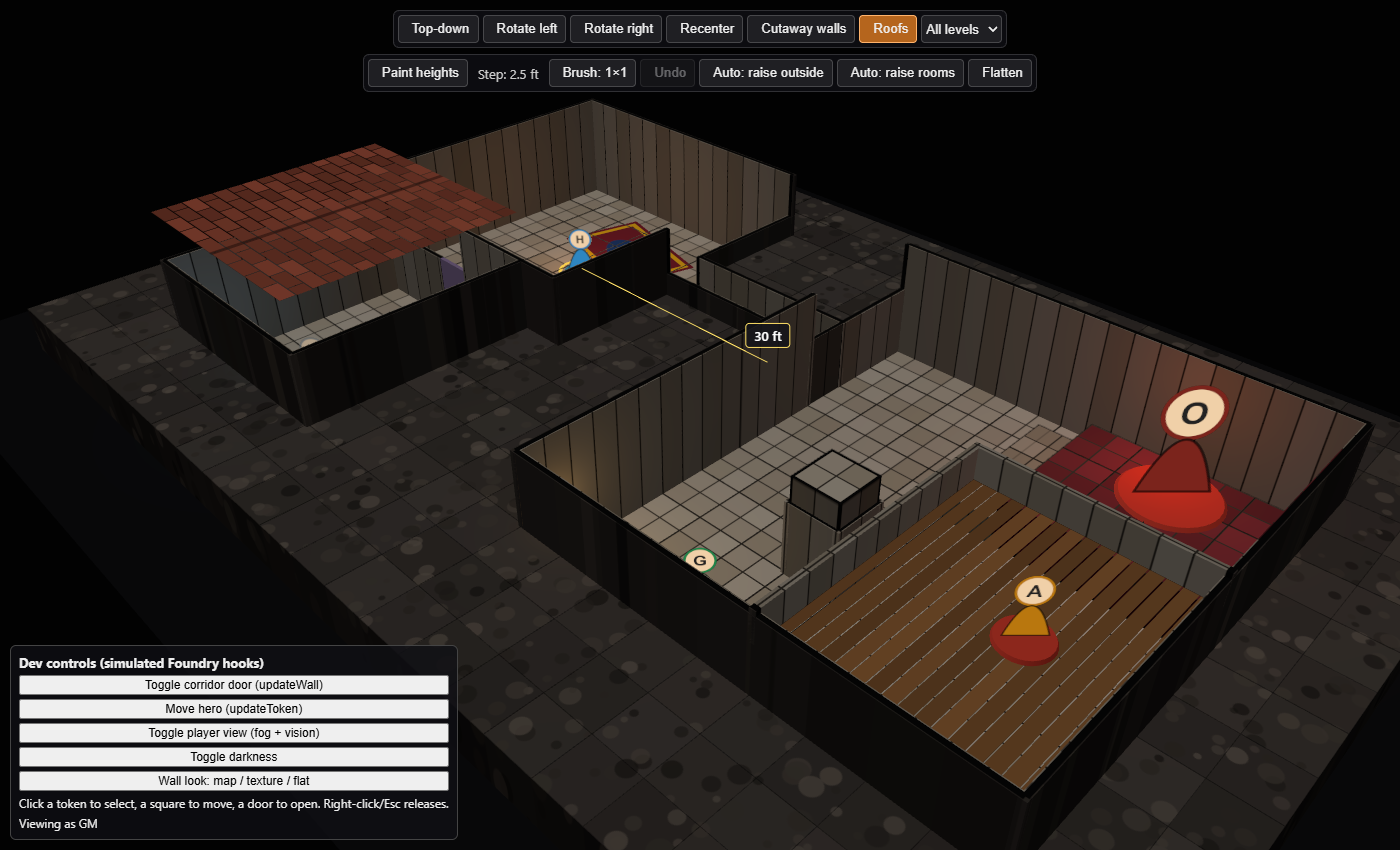 Top-down Rotate left Rotate right Recenter Cutaway walls Roofs All levels
Paint heights Step: 2.5 ft Brush: 1×1 Undo Auto: raise outside Auto: raise rooms Flatten
H
30 ft
O
G
A
Dev controls (simulated Foundry hooks)
Toggle corridor door (updateWall)
Move hero (updateToken)
Toggle player view (fog + vision)
Toggle darkness
Wall look: map / texture / flat
Click a token to select, a square to move, a door to open. Right-click/Esc releases.
Viewing as GM